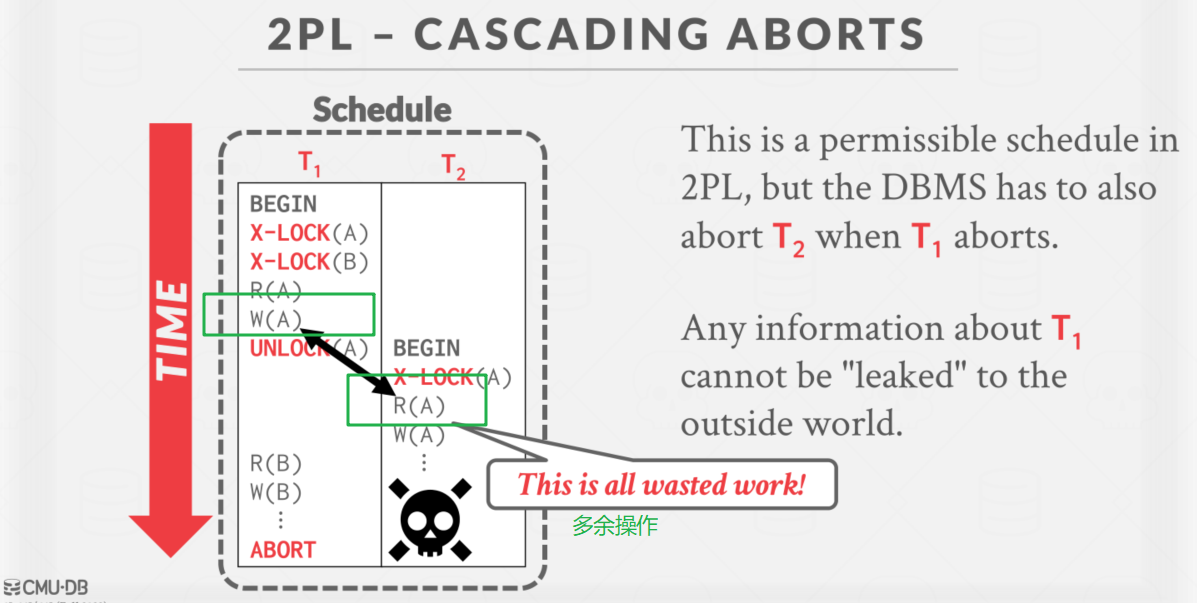 2PL – CASCADING ABORTS
Schedule
T1 T2
BEGIN
X-LOCK(A)
X-LOCK(B)
R(A)
W(A)
UNLOCK(A) BEGIN
X-LOCK(A)
R(A)
W(A)
⋮
R(B)
W(B)
⋮
ABORT
TIME
This is a permissible schedule in
2PL, but the DBMS has to also
abort T2 when T1 aborts.
Any information about T1
cannot be "leaked" to the
outside world.
This is all wasted work!
多余操作
CMU·DB